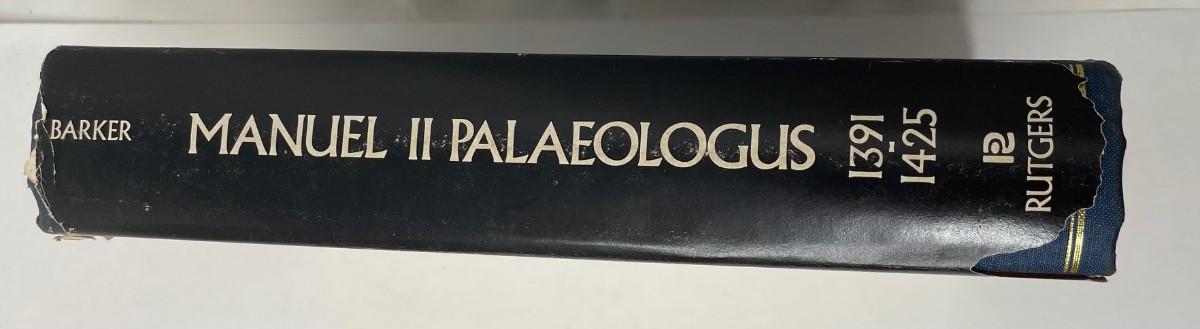 BARKER
MANUEL II PALAEOLOGUS
1391
-
1425
R
RUTGERS